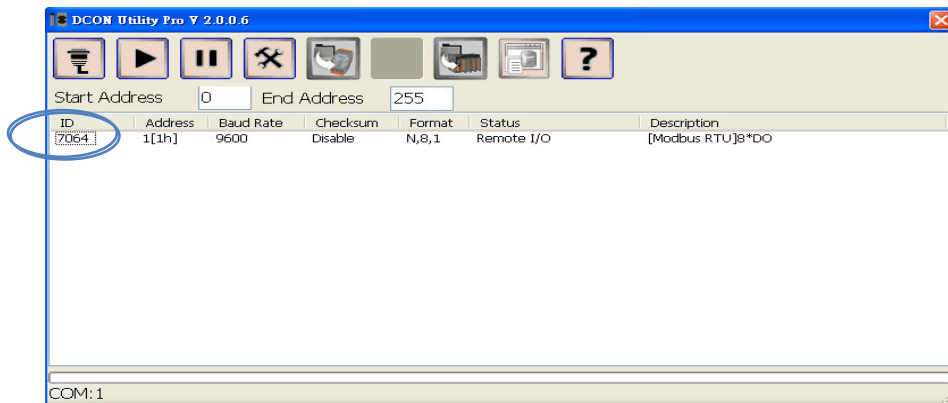 DCON Utility Pro V 2.0.0.6
?
Start Address 0 End Address 255
ID Address Baud Rate Checksum Format Status Description
7064 1[1h] 9600 Disable N,8,1 Remote I/O [Modbus RTU]8*DO
COM:1